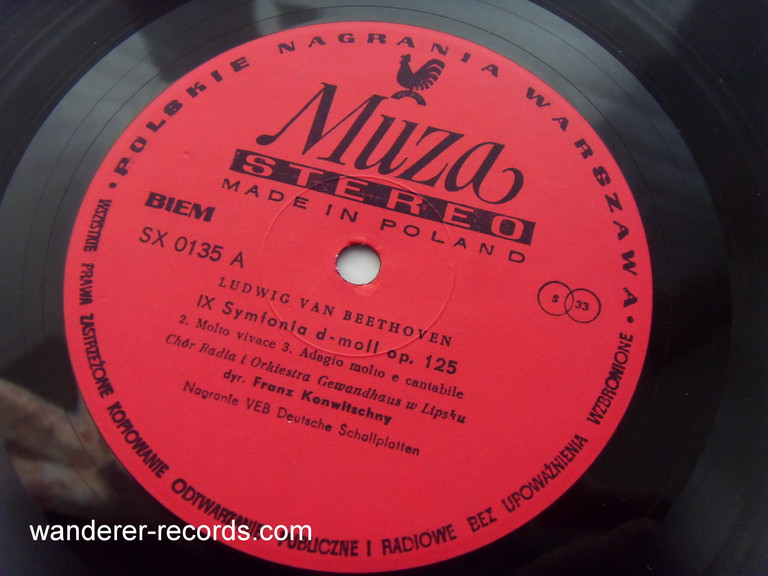 • POLSKIE NAGRANIA WARSZAWA •
Muza
STEREO
MADE IN POLAND
BIEM
SX 0135 A
S 33
LUDWIG VAN BEETHOVEN
IX Symfonia d-moll op. 125
2. Molto vivace 3. Adagio molto e cantabile
Chór Radia i Orkiestra Gewandhaus w Lipsku
dyr. Franz Konwitschny
Nagranie VEB Deutsche Schallplatten
WSZYSTKIE PRAWA ZASTRZEŻONE KOPIOWANIE ODTWARZANIE PUBLICZNE I RADIOWE BEZ UPOWAŻNIENIA WZBRONIONE
wanderer-records.com